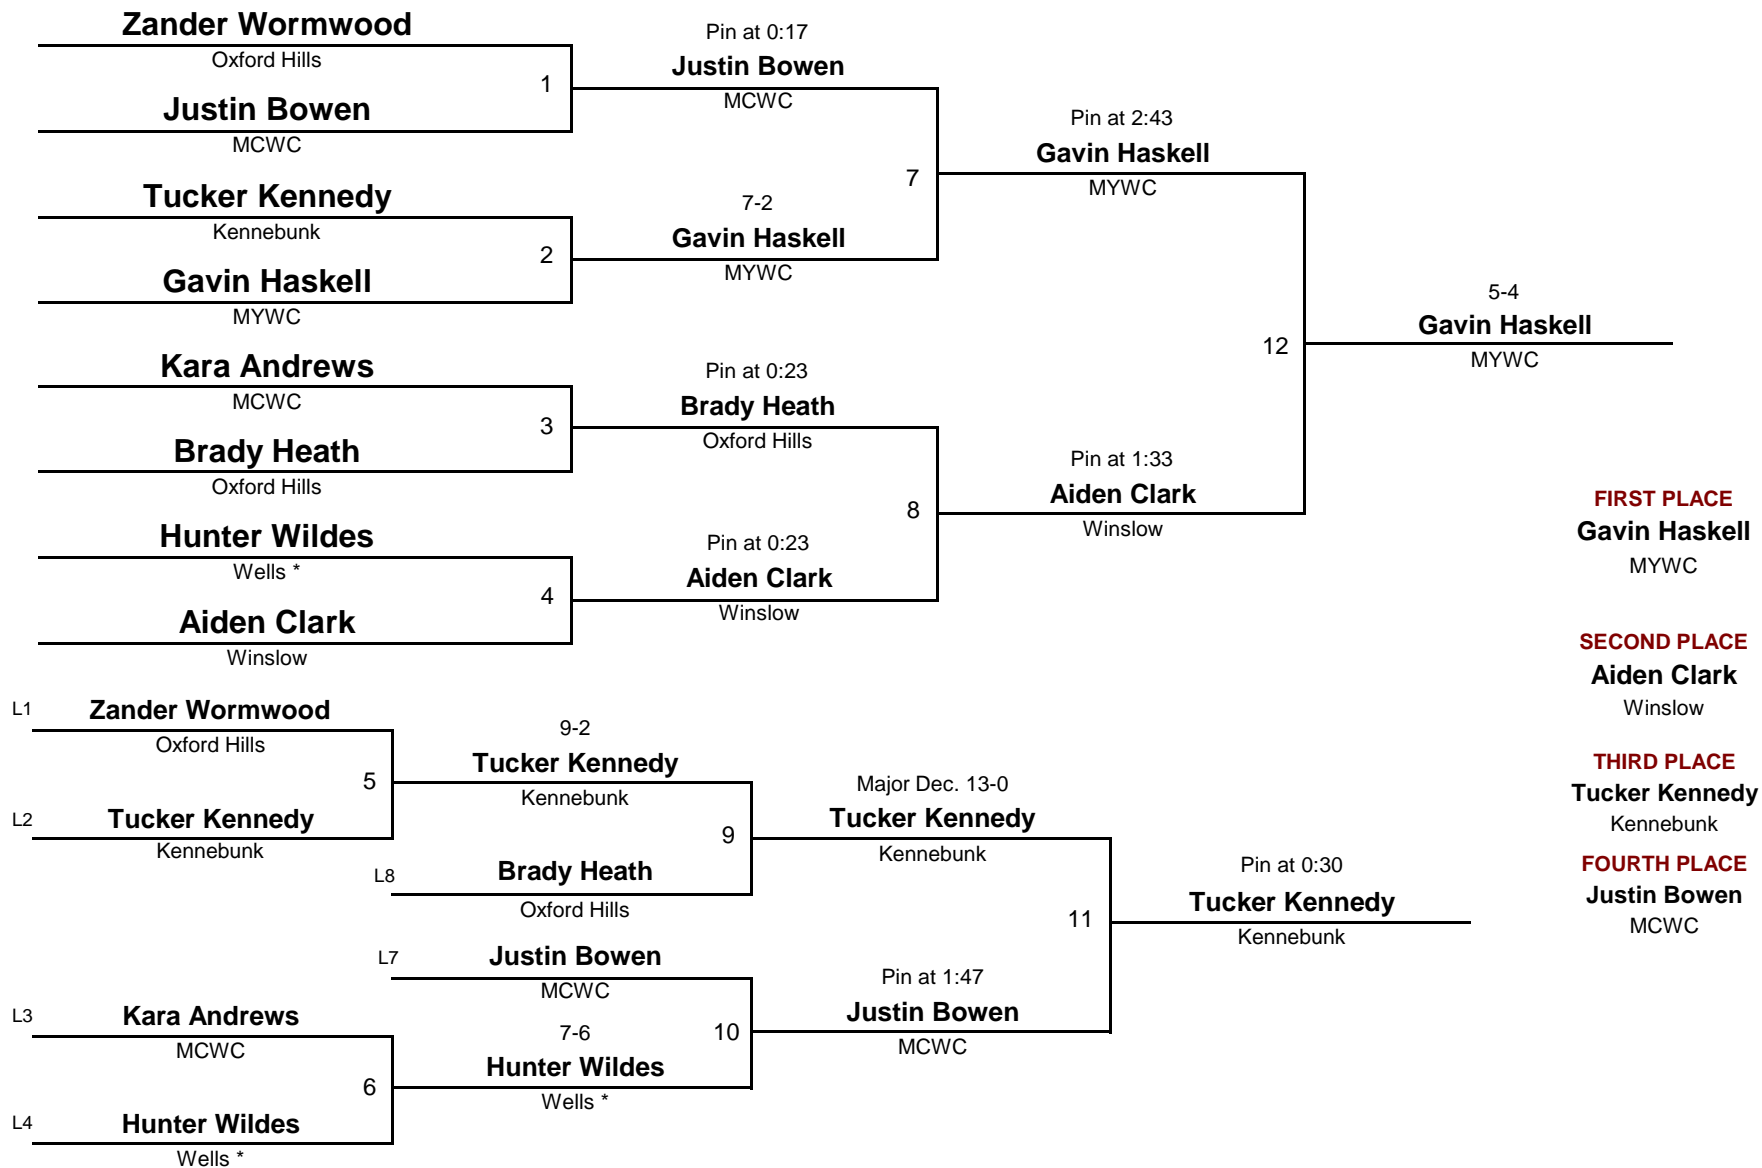 Zander Wormwood
Oxford Hills
1
Justin Bowen
MCWC
Tucker Kennedy
Kennebunk
2
Gavin Haskell
MYWC
Kara Andrews
MCWC
3
Brady Heath
Oxford Hills
Hunter Wildes
Wells *
4
Aiden Clark
Winslow
Pin at 0:17
Justin Bowen
MCWC
7
7-2
Gavin Haskell
MYWC
Pin at 0:23
Brady Heath
Oxford Hills
8
Pin at 0:23
Aiden Clark
Winslow
Pin at 2:43
Gavin Haskell
MYWC
12
Pin at 1:33
Aiden Clark
Winslow
5-4
Gavin Haskell
MYWC
FIRST PLACE
Gavin Haskell
MYWC
SECOND PLACE
Aiden Clark
Winslow
THIRD PLACE
Tucker Kennedy
Kennebunk
FOURTH PLACE
Justin Bowen
MCWC
L1
Zander Wormwood
Oxford Hills
5
L2
Tucker Kennedy
Kennebunk
9-2
Tucker Kennedy
Kennebunk
9
L8
Brady Heath
Oxford Hills
L7
Justin Bowen
MCWC
10
7-6
Hunter Wildes
Wells *
L3
Kara Andrews
MCWC
6
L4
Hunter Wildes
Wells *
Major Dec. 13-0
Tucker Kennedy
Kennebunk
11
Pin at 1:47
Justin Bowen
MCWC
Pin at 0:30
Tucker Kennedy
Kennebunk